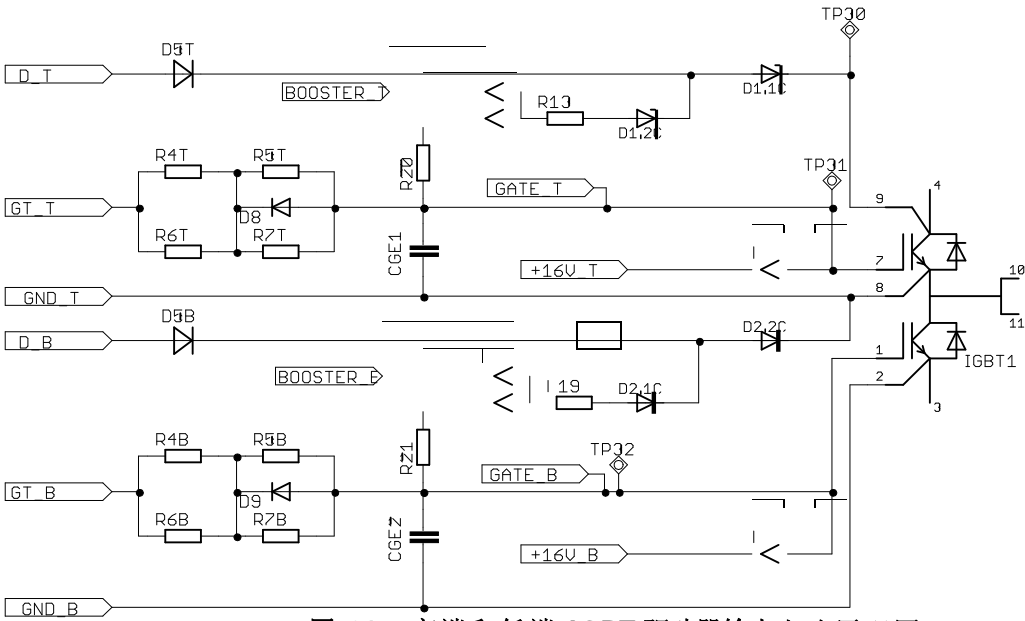 TP30
D5T
D_T
BOOSTER_T
R13
D1.1C
D1.2C
R4T
R5T
R20
TP31
GATE_T
GT_T
D8
R6T
R7T
CGE1
+16V_T
GND_T
D5B
D_B
D2.2C
BOOSTER_
19
D2.1C
IGBT1
R4B
R5B
R21
TP32
GATE_B
GT_B
D9
R6B
R7B
CGE2
+16V_B
GND_B
4
9
7
8
10
11
1
2
3